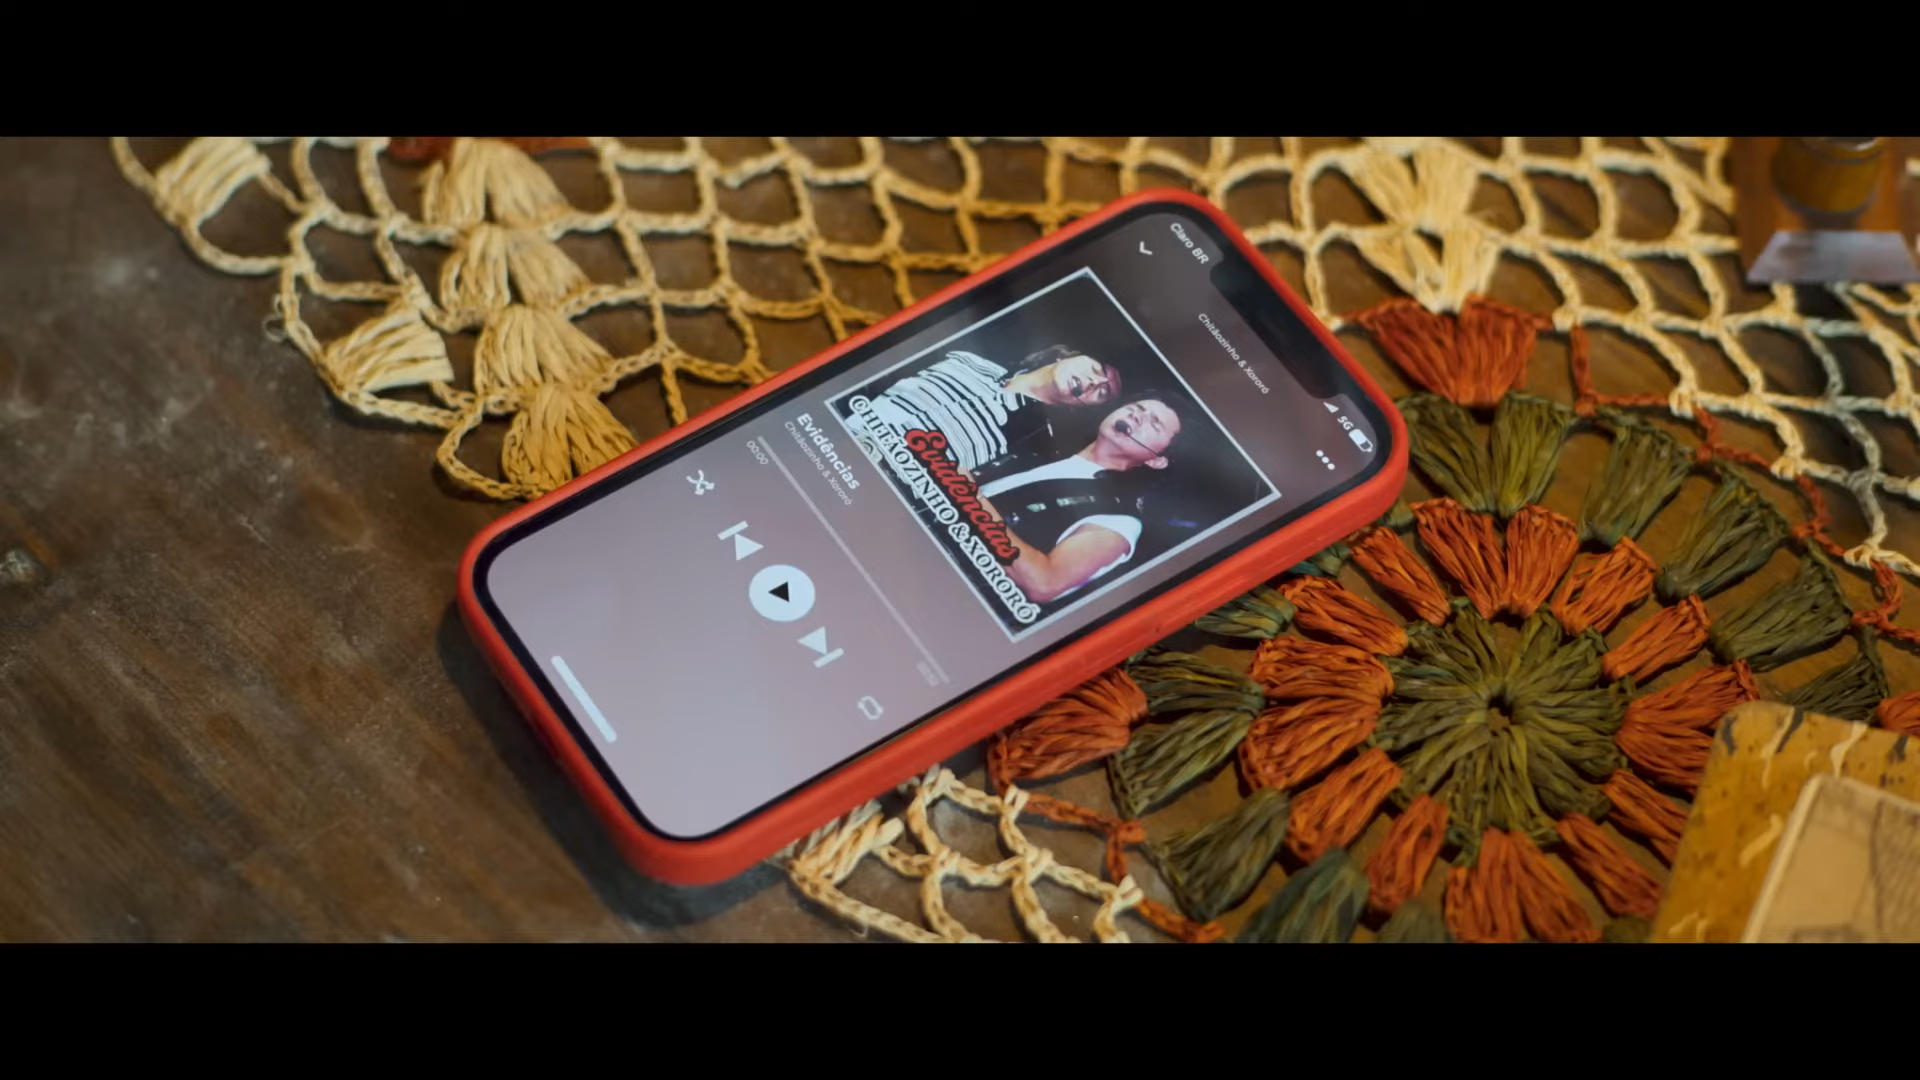 Claro BR
5G
Chitãozinho & Xororó
Evidências
CHITÃOZINHO & XORORÓ
Evidências
Chitãozinho & Xororó
00:00